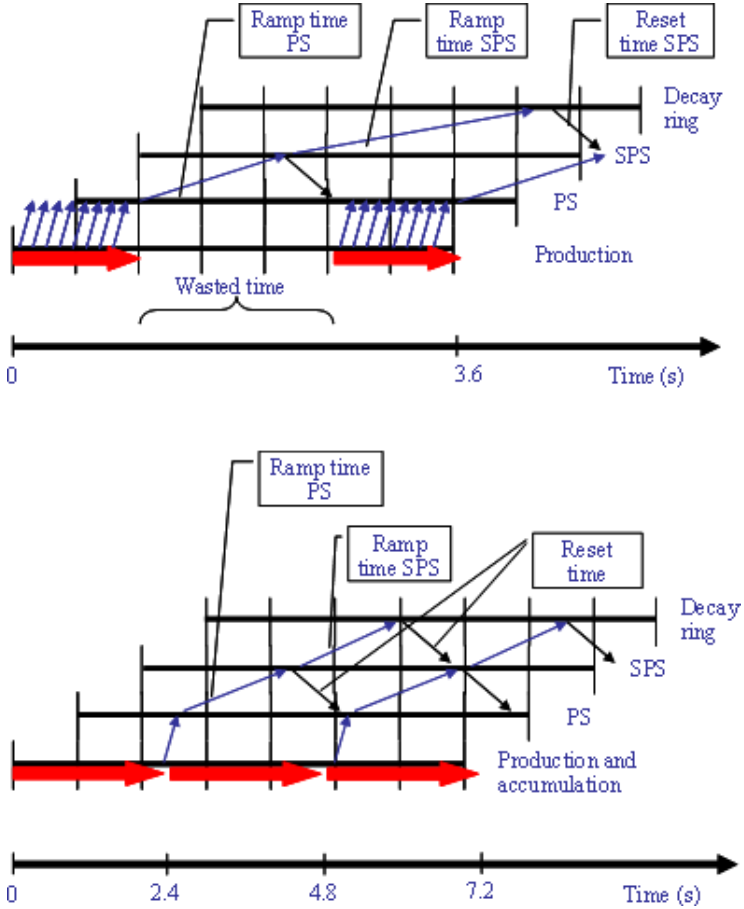 Ramp time
PS
Ramp
time SPS
Reset
time SPS
Decay
ring
SPS
PS
Production
Wasted time
0
3.6
Time (s)
Ramp time
PS
Ramp
time SPS
Reset
time
Decay
ring
SPS
PS
Production and
accumulation
0
2.4
4.8
7.2
Time (s)